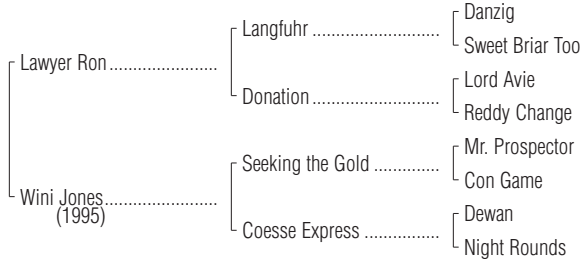 Danzig
Langfuhr ..............................
Sweet Briar Too
Lawyer Ron .........................
Lord Avie
Donation ..............................
Reddy Change
Mr. Prospector
Seeking the Gold ...............
Con Game
Wini Jones..........................
(1995)
Dewan
Coesse Express .................
Night Rounds